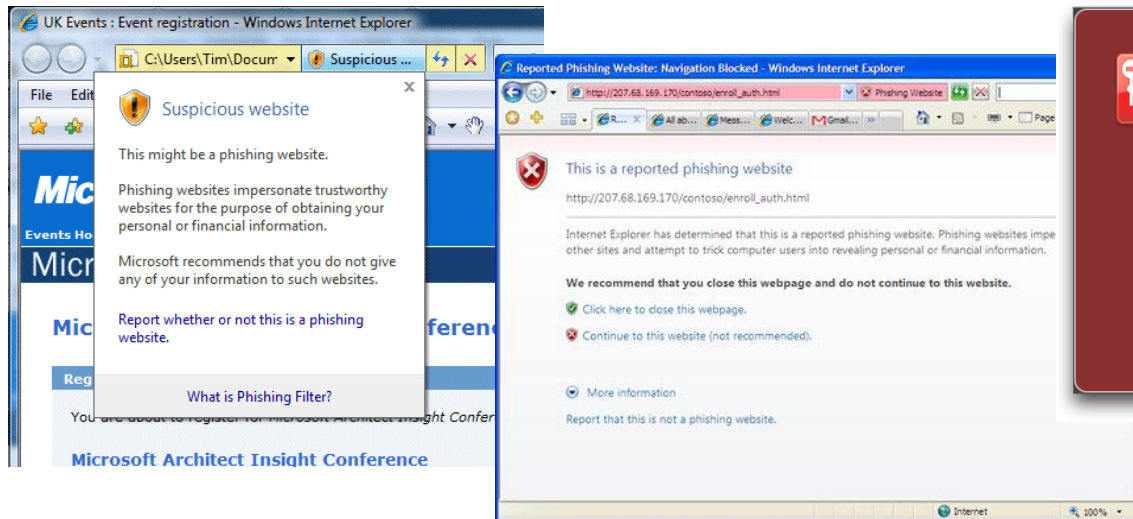 UK Events : Event registration - Windows Internet Explorer
C:\Users\Tim\Docum
Suspicious ...
File Edit
Suspicious website
x
This might be a phishing website.
Phishing websites impersonate trustworthy
websites for the purpose of obtaining your
personal or financial information.
Microsoft recommends that you do not give
any of your information to such websites.
Report whether or not this is a phishing
website.
What is Phishing Filter?
Mic
Events Ho
Micr
Mic
feren
Reg
You are about to register for Microsoft Architect Insight Confer
Microsoft Architect Insight Conference
Reported Phishing Website: Navigation Blocked - Windows Internet Explorer
http://207.68.169.170/contoso/enroll_auth.html
Phishing Website
R...
All ab...
Mess...
Welc...
Gmail...
Page
This is a reported phishing website
http://207.68.169.170/contoso/enroll_auth.html
Internet Explorer has determined that this is a reported phishing website. Phishing websites impe
other sites and attempt to trick computer users into revealing personal or financial information.
We recommend that you close this webpage and do not continue to this website.
Click here to close this webpage.
Continue to this website (not recommended).
More information
Report that this is not a phishing website.
Internet
100%